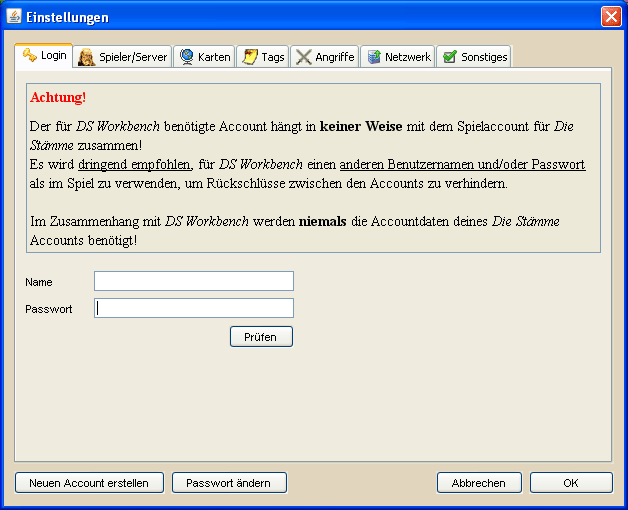 Einstellungen
Login Spieler/Server Karten Tags Angriffe Netzwerk Sonstiges
Achtung!
Der für DS Workbench benötigte Account hängt in keiner Weise mit dem Spielaccount für Die
Stämme zusammen!
Es wird dringend empfohlen, für DS Workbench einen anderen Benutzernamen und/oder Passwort
als im Spiel zu verwenden, um Rückschlüsse zwischen den Accounts zu verhindern.
Im Zusammenhang mit DS Workbench werden niemals die Accountdaten deines Die Stämme
Accounts benötigt!
Name
Passwort
Prüfen
Neuen Account erstellen Passwort ändern Abbrechen OK